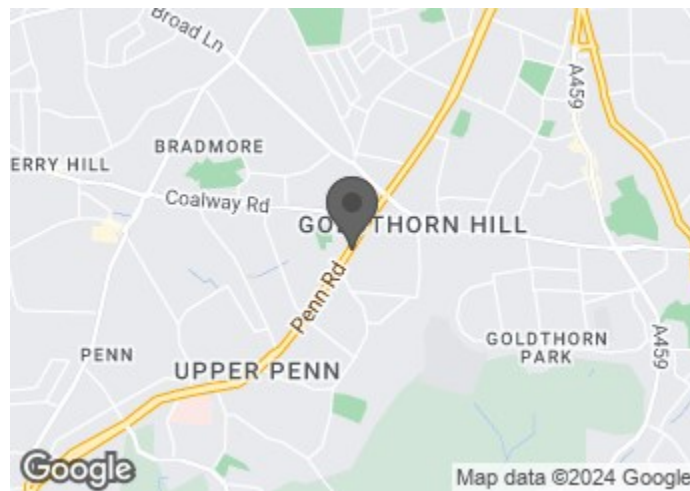 Broad Ln
A459
BRADMORE
ERRY HILL
Coalway Rd
GOLDTHORN HILL
Penn Rd
GOLDTHORN
PARK
PENN
UPPER PENN
A459
Google
Map data ©2024 Google